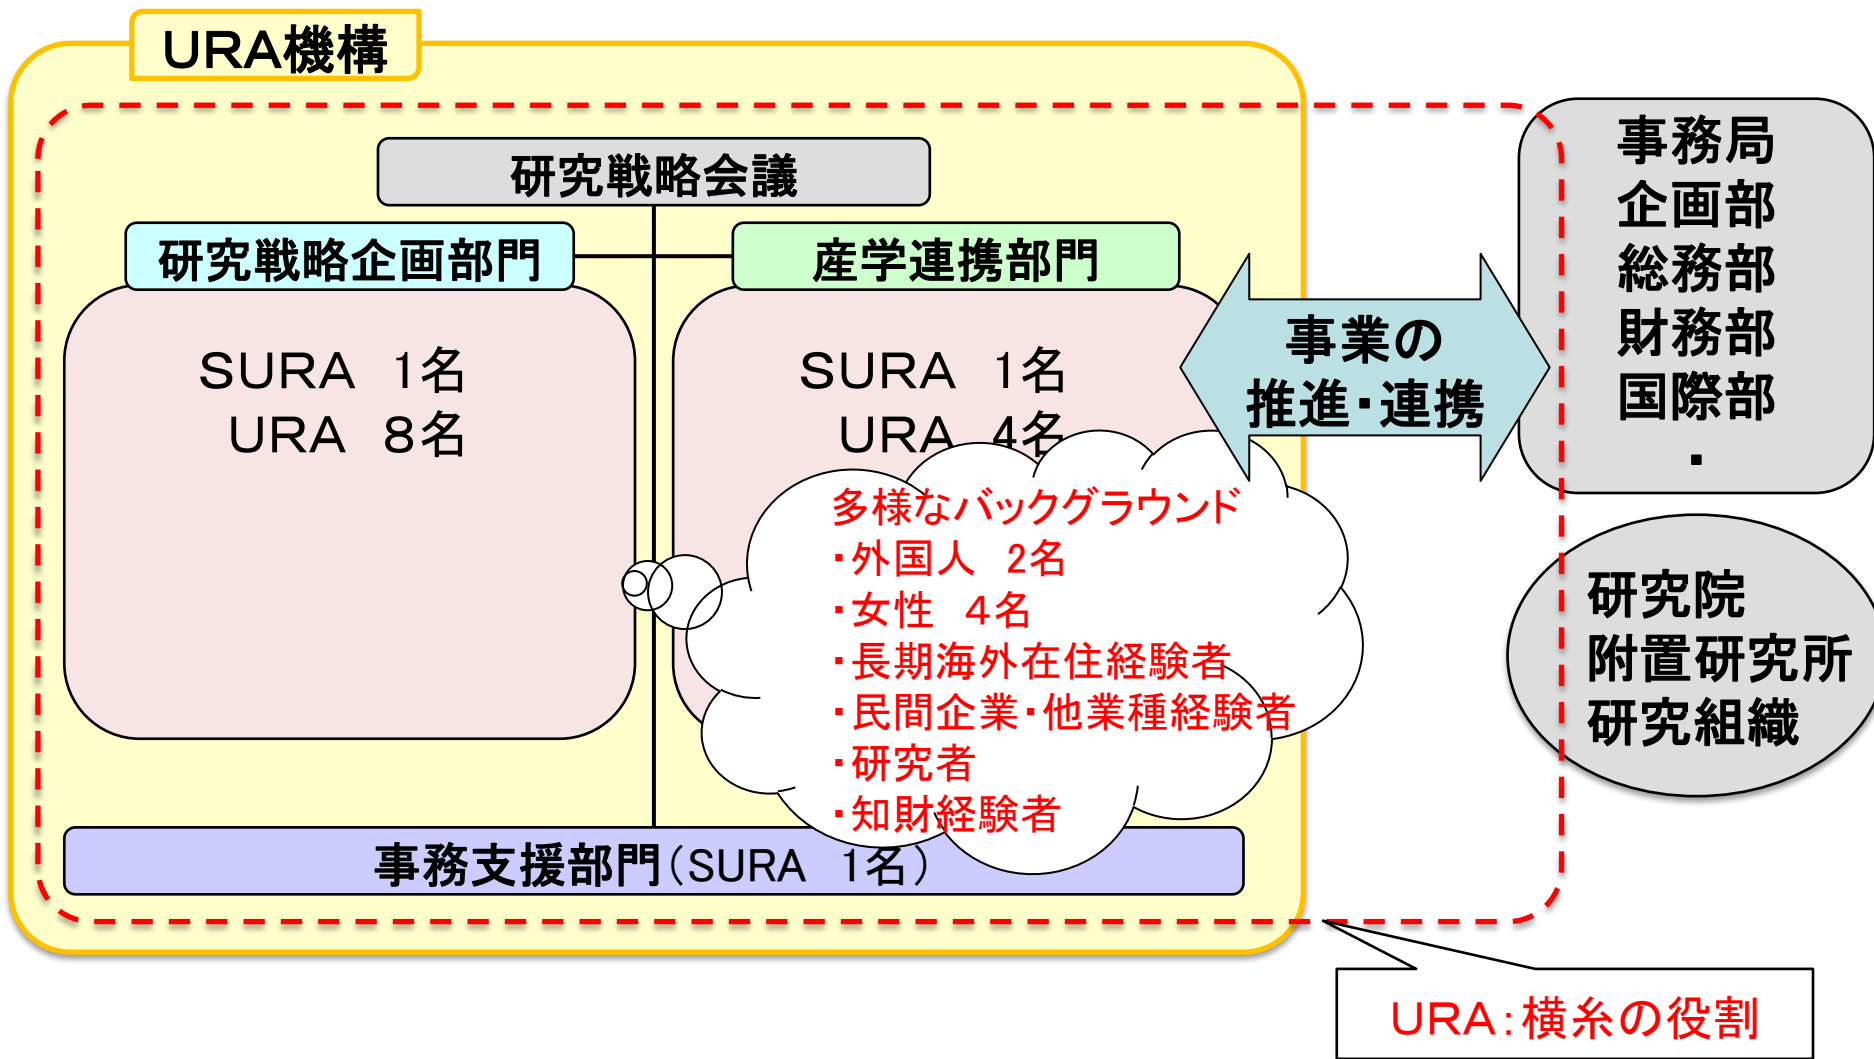 URA機構
研究戦略会議
研究戦略企画部門
産学連携部門
SURA 1名
URA 8名
SURA 1名
URA 4名
事業の
推進・連携
多様なバックグラウンド
・外国人 2名
・女性 4名
・長期海外在住経験者
・民間企業・他業種経験者
・研究者
・知財経験者
事務支援部門(SURA 1名)
事務局
企画部
総務部
財務部
国際部
・
研究院
附置研究所
研究組織
URA:横糸の役割